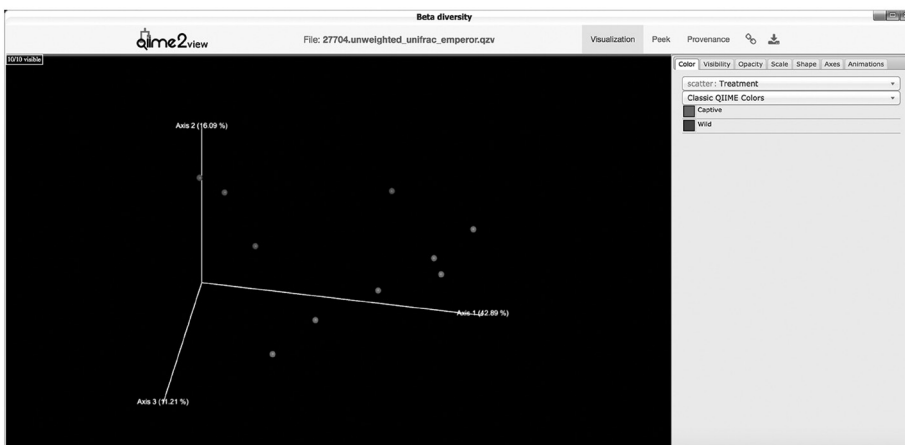 Beta diversity
qiime2view
File: 27704.unweighted_unifrac_emperor.qzv
Visualization Peek Provenance
10/10 visible
Color Visibility Opacity Scale Shape Axes Animations
scatter: Treatment
Classic QIIME Colors
Captive
Wild
Axis 2 (16.09 %)
Axis 1 (42.89 %)
Axis 3 (11.21 %)